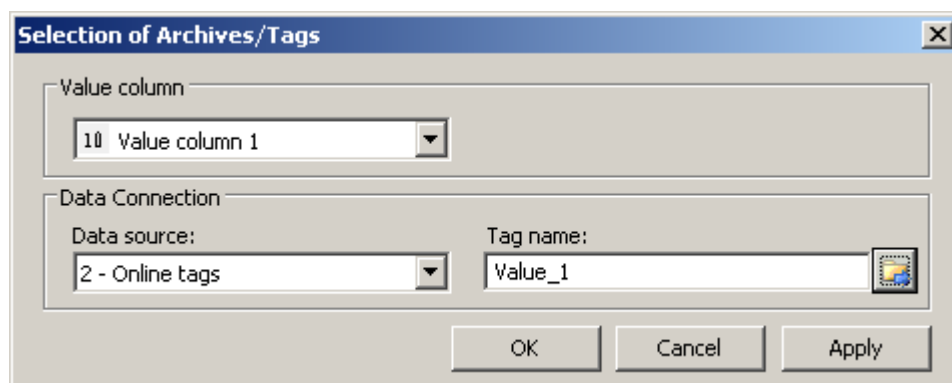 Selection of Archives/Tags
Value column
10 Value column 1
Data Connection
Data source: Tag name:
2 - Online tags Value_1
OK Cancel Apply